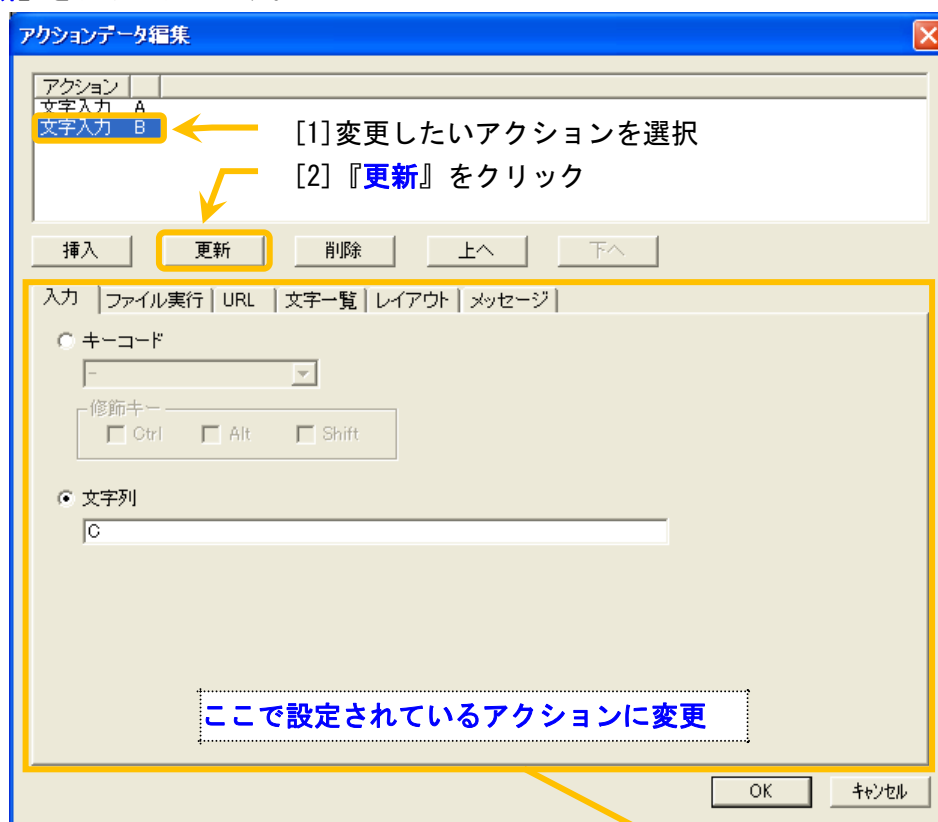 アクションデータ編集
アクション
文字入力 A
文字入力 B
[1]変更したいアクションを選択
[2]『更新』をクリック
挿入 更新 削除 上へ 下へ
入力 ファイル実行 URL 文字一覧 レイアウト メッセージ
キーコード
-
修飾キー
Ctrl Alt Shift
文字列
C
ここで設定されているアクションに変更
OK キャンセル